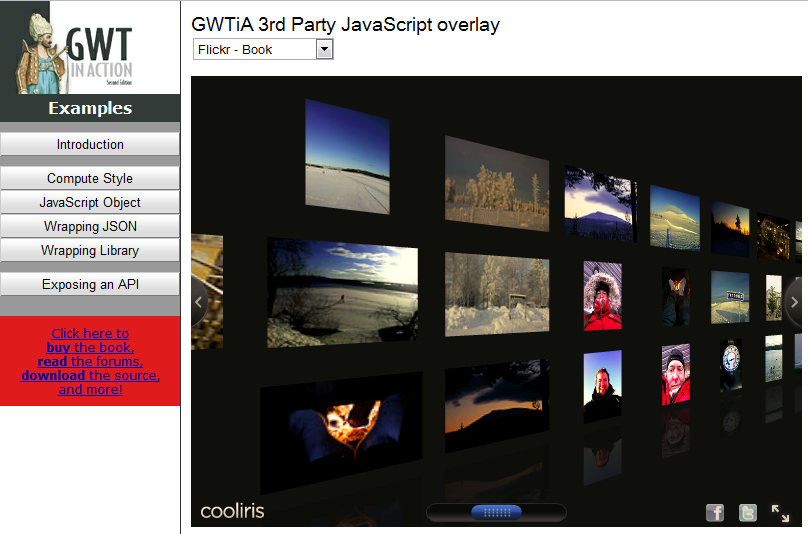 GWT
IN ACTION
Second Edition
Examples
Introduction
Compute Style
JavaScript Object
Wrapping JSON
Wrapping Library
Exposing an API
Click here to
buy the book,
read the forums,
download the source,
and more!
GWTiA 3rd Party JavaScript overlay
Flickr - Book
cooliris
f
t